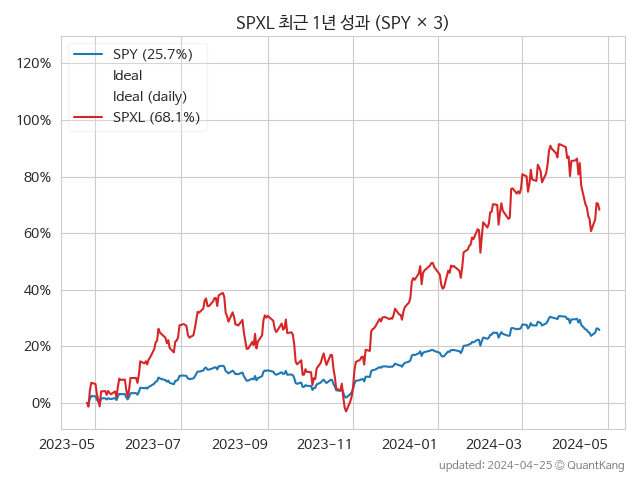 SPXL 최근 1년 성과 (SPY × 3)
SPY (25.7%)
Ideal
Ideal (daily)
SPXL (68.1%)
120%
100%
80%
60%
40%
20%
0%
2023-05 2023-07 2023-09 2023-11 2024-01 2024-03 2024-05
updated: 2024-04-25 © QuantKang